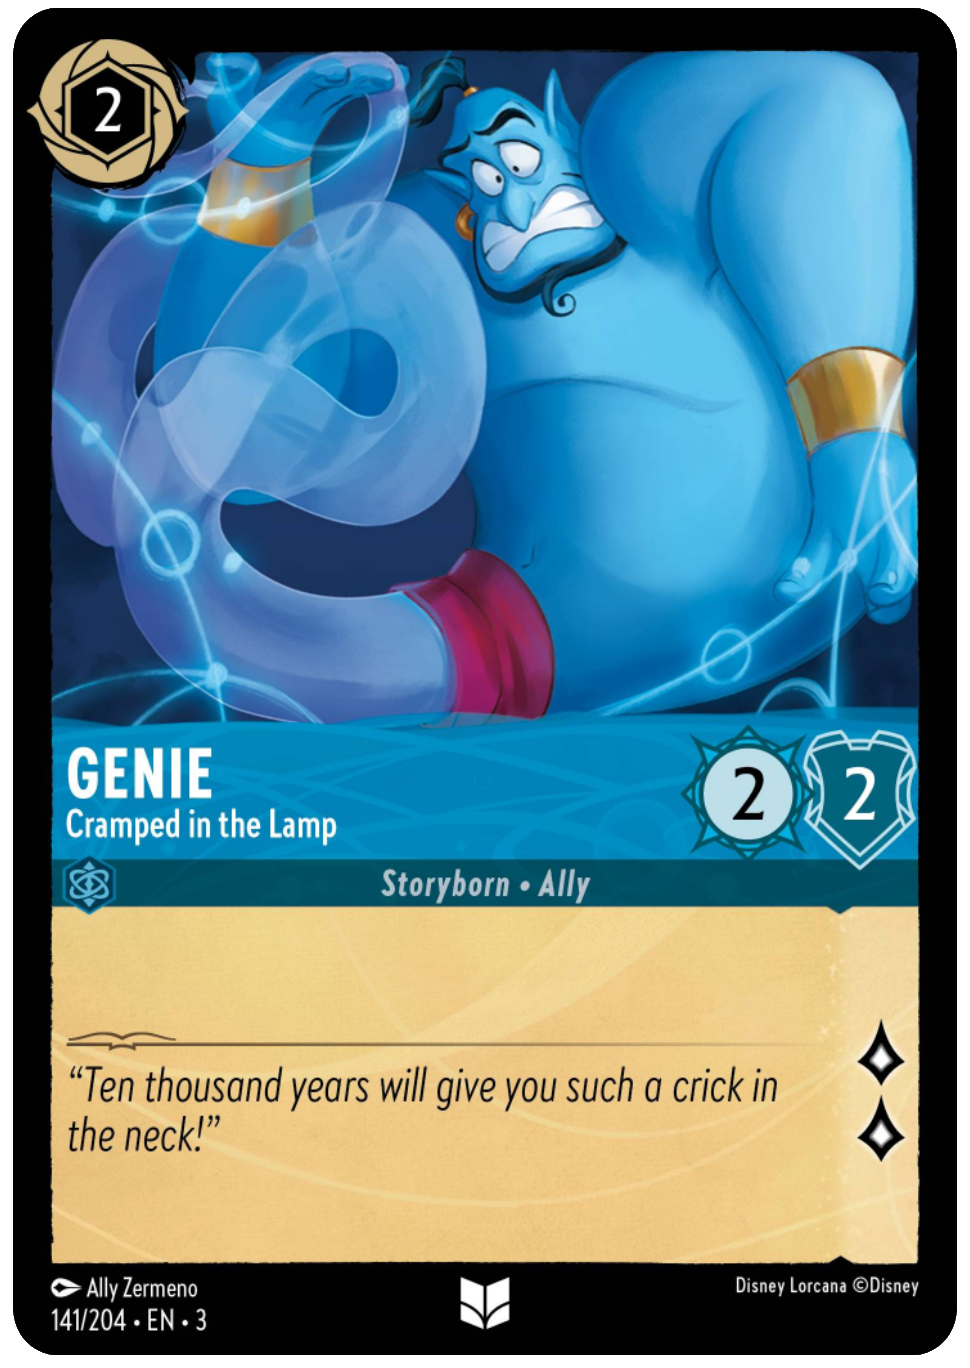 2
GENIE
Cramped in the Lamp
2
2
Storyborn • Ally
“Ten thousand years will give you such a crick in
the neck!”
Ally Zermeno
Disney Lorcana ©Disney
141/204 • EN • 3